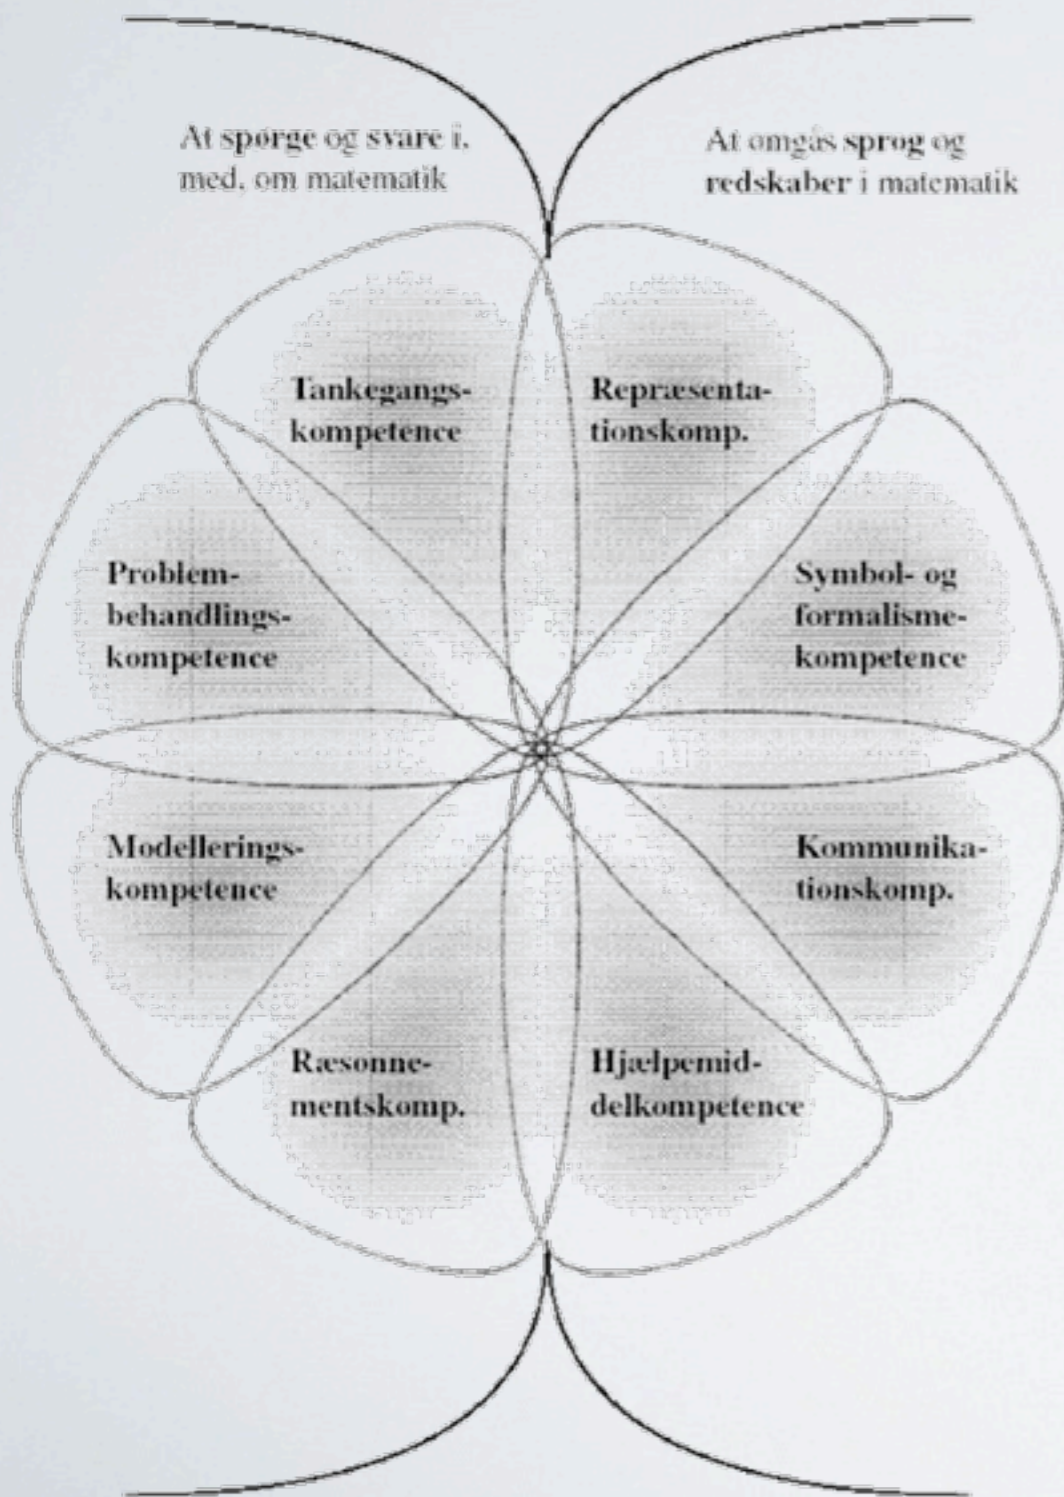 At spørge og svare i,
med, om matematik
At omgås sprog og
redskaber i matematik
Tankegangs-
kompetence
Repræsenta-
tionskomp.
Problem-
behandlings-
kompetence
Symbol- og
formalisme-
kompetence
Modellerings-
kompetence
Kommunika-
tionskomp.
Ræsonne-
mentskomp.
Hjælpemid-
delkompetence